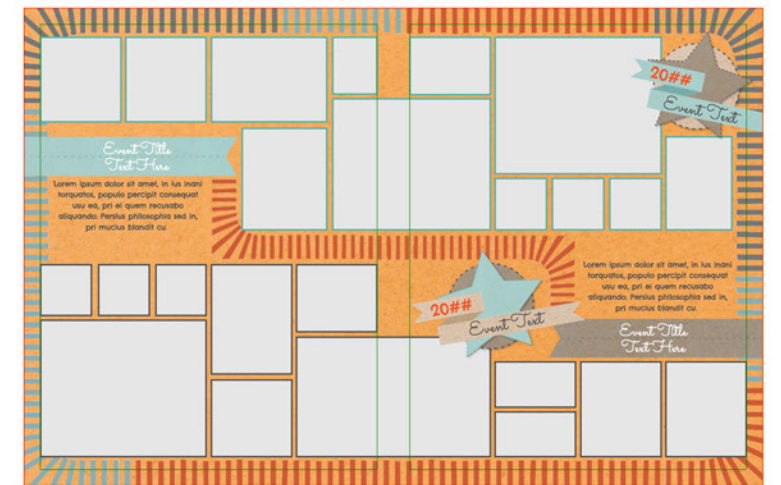 20##
Event Text
Event Title
Text Here
Lorem ipsum dolor sit amet, in ius inani
torquatos, populo percipit consequat
usu ea, pri ei quem recusabo
aliquando. Persius philosophia sed in,
pri mucius blandit cu.
Lorem ipsum dolor sit amet, in ius inani
torquatos, populo percipit consequat
usu ea, pri ei quem recusabo
aliquando. Persius philosophia sed in,
pri mucius blandit cu.
20##
Event Text
Event Title
Text Here